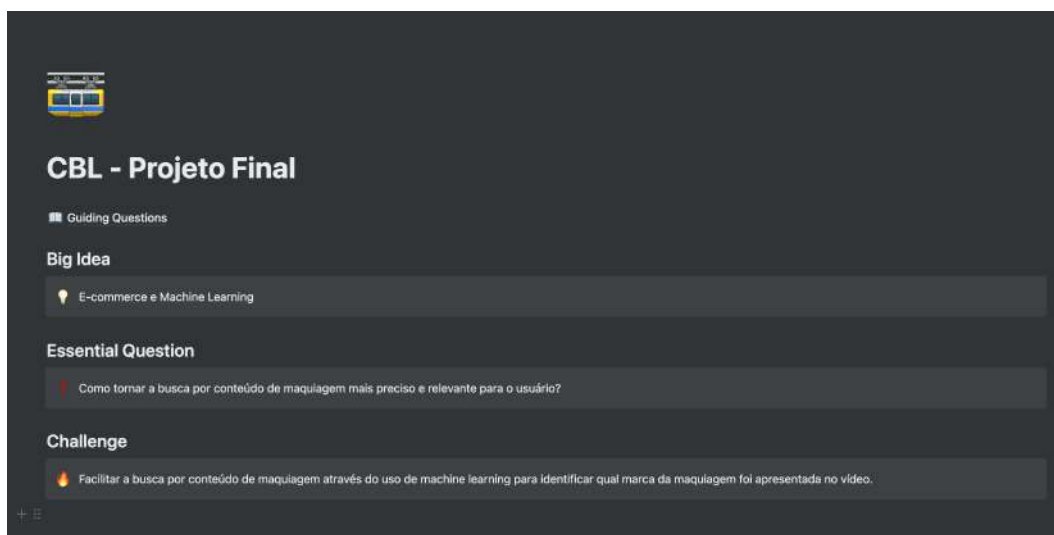 CBL - Projeto Final
Guiding Questions
Big Idea
E-commerce e Machine Learning
Essential Question
Como tornar a busca por conteúdo de maquiagem mais preciso e relevante para o usuário?
Challenge
Facilitar a busca por conteúdo de maquiagem através do uso de machine learning para identificar qual marca da maquiagem foi apresentada no vídeo.